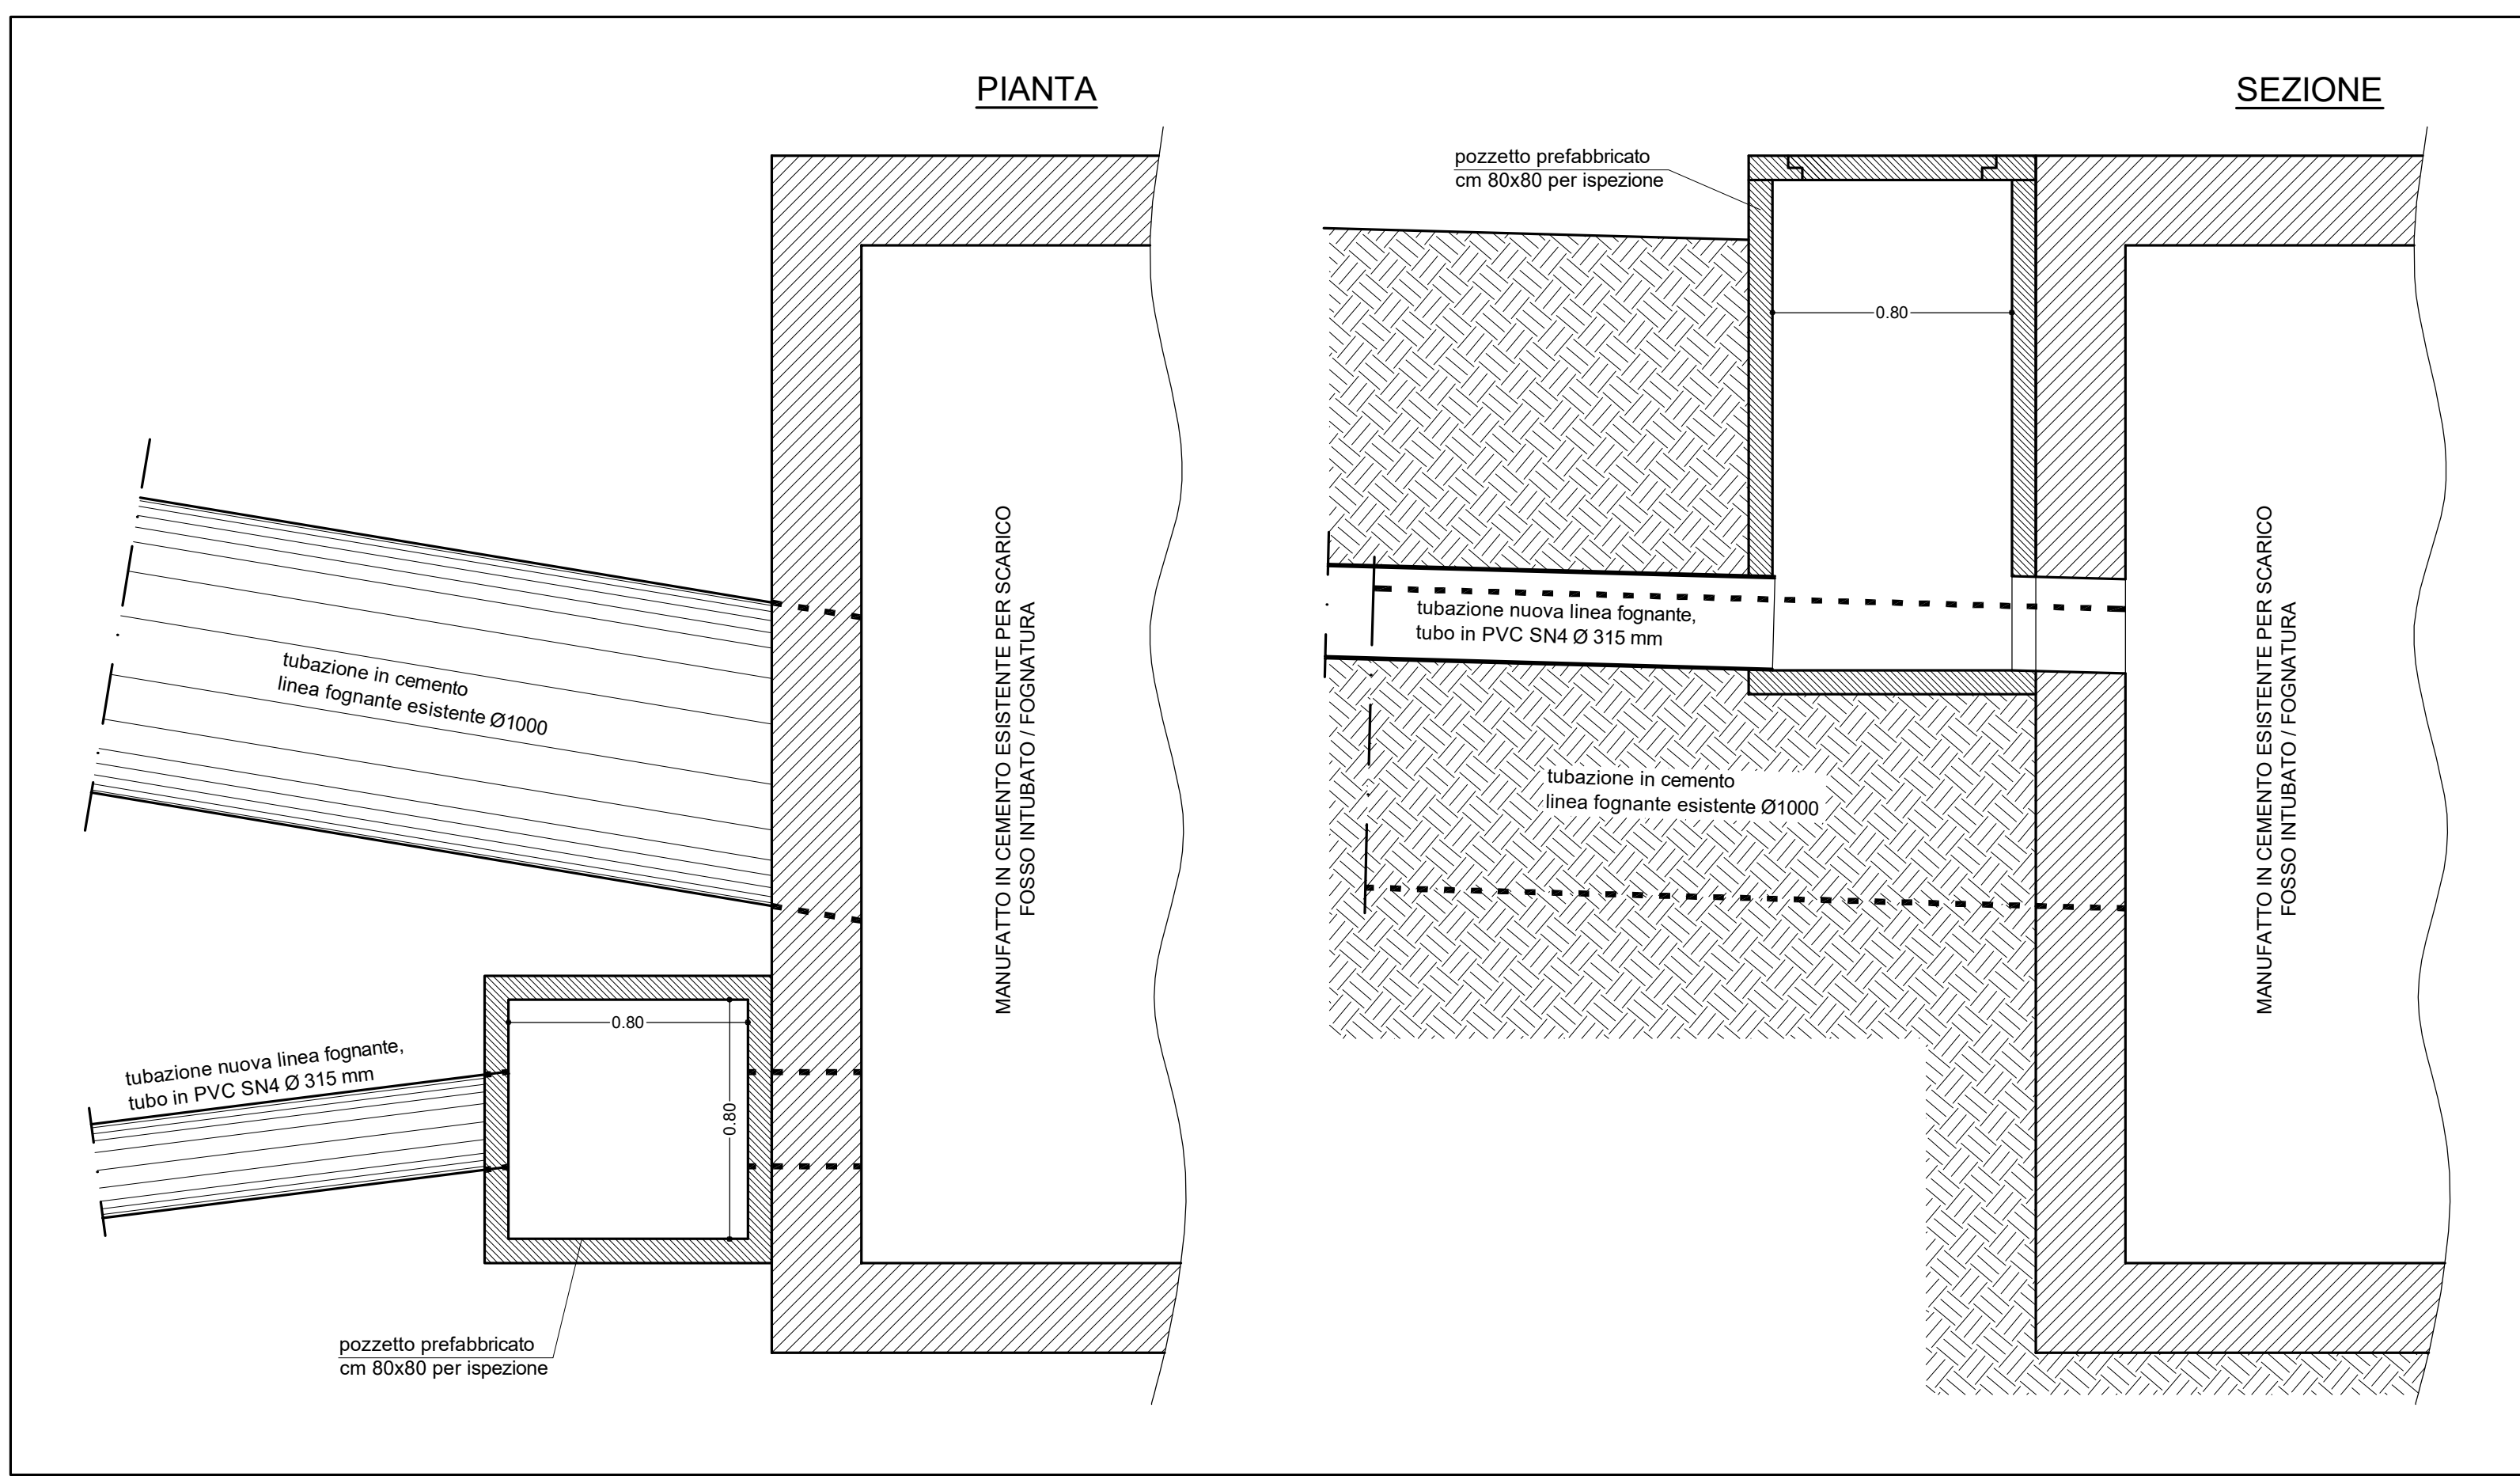 PIANTA
tubazione in cemento
linea fognante esistente Ø1000
MANUFATTO IN CEMENTO ESISTENTE PER SCARICO
FOSSO INTUBATO / FOGNATURA
tubazione nuova linea fognante,
tubo in PVC SN4 Ø 315 mm
0.80
0.80
pozzetto prefabbricato
cm 80x80 per ispezione
SEZIONE
pozzetto prefabbricato
cm 80x80 per ispezione
0.80
tubazione nuova linea fognante,
tubo in PVC SN4 Ø 315 mm
tubazione in cemento
linea fognante esistente Ø1000
MANUFATTO IN CEMENTO ESISTENTE PER SCARICO
FOSSO INTUBATO / FOGNATURA